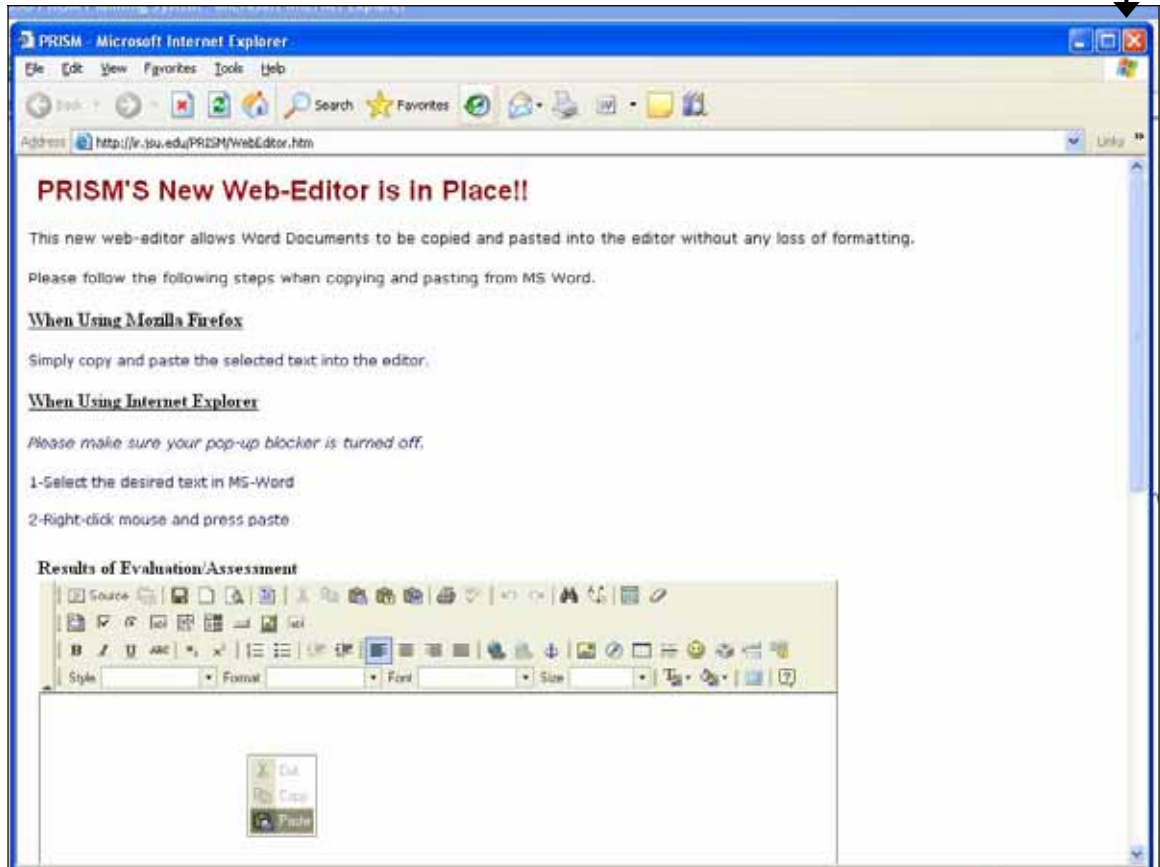 PRISM - Microsoft Internet Explorer
File Edit View Favorites Tools Help
Back Search Favorites
Address http://ir.jsu.edu/PRISM/WebEditor.htm Links
PRISM'S New Web-Editor is in Place!!
This new web-editor allows Word Documents to be copied and pasted into the editor without any loss of formatting.
Please follow the following steps when copying and pasting from MS Word.
When Using Mozilla Firefox
Simply copy and paste the selected text into the editor.
When Using Internet Explorer
Please make sure your pop-up blocker is turned off.
1-Select the desired text in MS-Word
2-Right-click mouse and press paste
Results of Evaluation/Assessment
Source
B I U ABC
Style Format Font Size
Cut
Copy
Paste